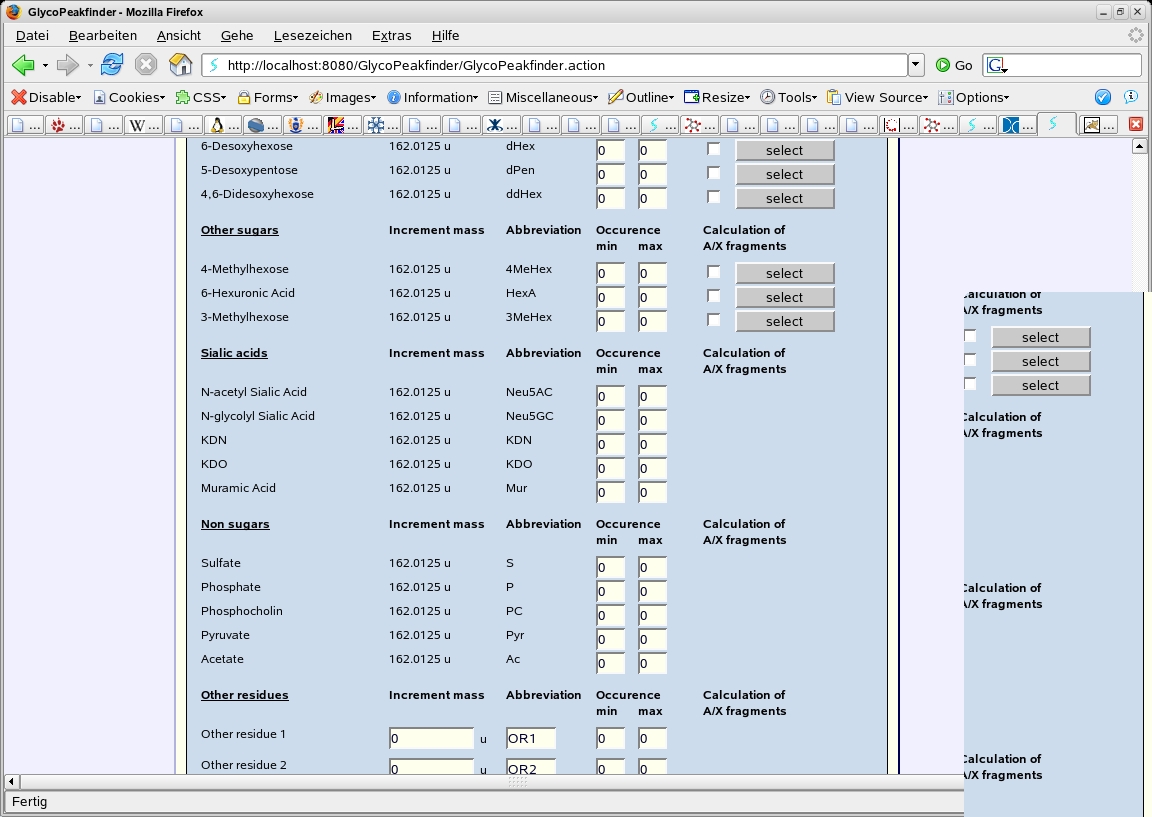 GlycoPeakfinder - Mozilla Firefox
Datei Bearbeiten Ansicht Gehe Lesezeichen Extras Hilfe
http://localhost:8080/GlycoPeakfinder/GlycoPeakfinder.action Go G
Disable Cookies CSS Forms Images Information Miscellaneous Outline Resize Tools View Source Options
6-Desoxyhexose 162.0125 u dHex 0 0 select
5-Desoxypentose 162.0125 u dPen 0 0 select
4,6-Didesoxyhexose 162.0125 u ddHex 0 0 select
Other sugars Increment mass Abbreviation Occurence Calculation of
min max A/X fragments
4-Methylhexose 162.0125 u 4MeHex 0 0 select
6-Hexuronic Acid 162.0125 u HexA 0 0 select
3-Methylhexose 162.0125 u 3MeHex 0 0 select
Sialic acids Increment mass Abbreviation Occurence Calculation of
min max A/X fragments
N-acetyl Sialic Acid 162.0125 u Neu5AC 0 0
N-glycolyl Sialic Acid 162.0125 u Neu5GC 0 0
KDN 162.0125 u KDN 0 0
KDO 162.0125 u KDO 0 0
Muramic Acid 162.0125 u Mur 0 0
Non sugars Increment mass Abbreviation Occurence Calculation of
min max A/X fragments
Sulfate 162.0125 u S 0 0
Phosphate 162.0125 u P 0 0
Phosphocholin 162.0125 u PC 0 0
Pyruvate 162.0125 u Pyr 0 0
Acetate 162.0125 u Ac 0 0
Other residues Increment mass Abbreviation Occurence Calculation of
min max A/X fragments
Other residue 1 0 u OR1 0 0
Other residue 2 0 u OR2 0 0
Fertig
Calculation of
A/X fragments
select
select
select
Calculation of
A/X fragments
Calculation of
A/X fragments
Calculation of
A/X fragments